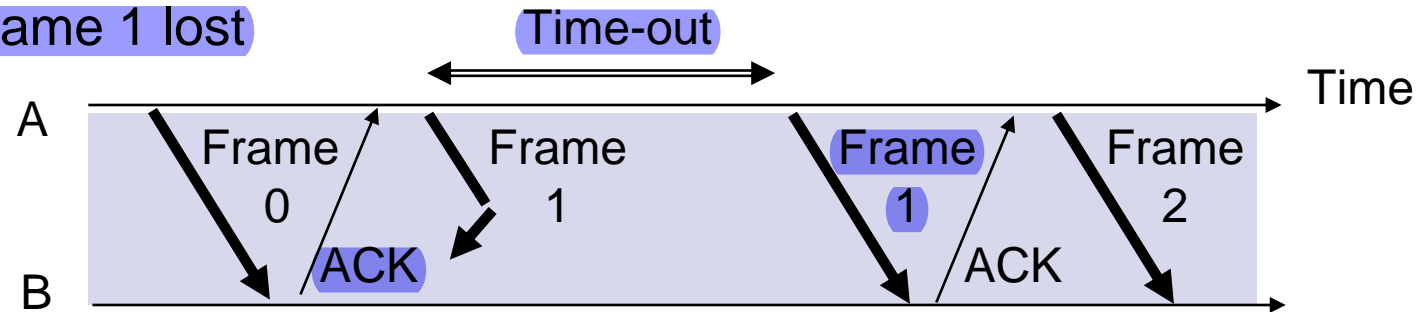 ame 1 lost
Time-out
Time
A
Frame Frame Frame Frame
0 1 1 2
ACK ACK
B